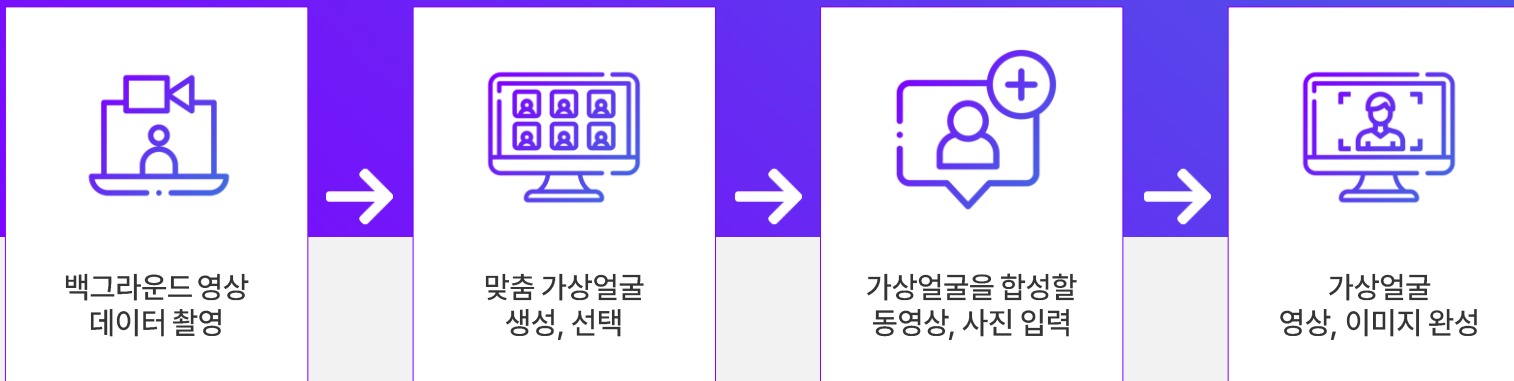 백그라운드 영상
데이터 촬영
맞춤 가상얼굴
생성, 선택
가상얼굴을 합성할
동영상, 사진 입력
가상얼굴
영상, 이미지 완성